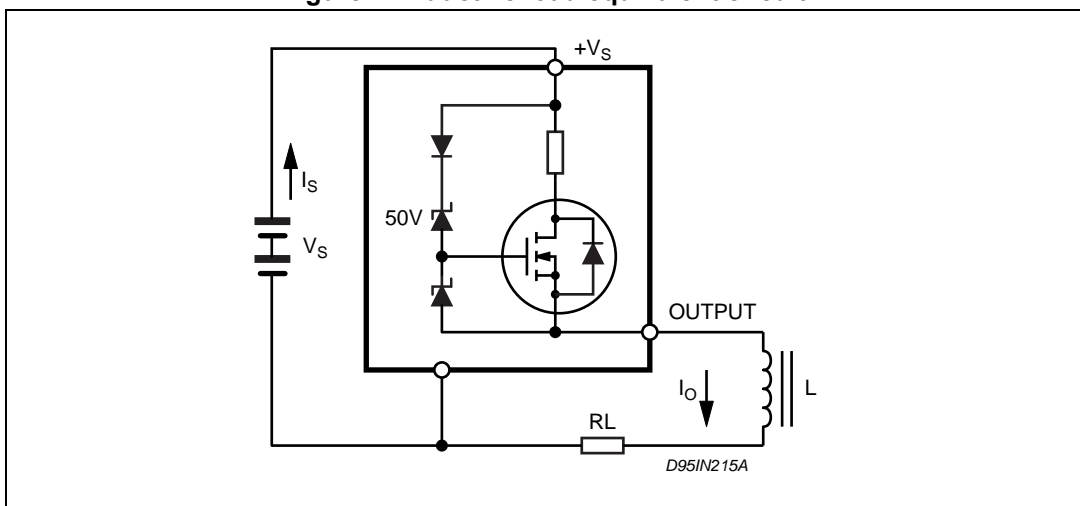 +VS
IS
50V
VS
OUTPUT
IO
L
RL
D95IN215A